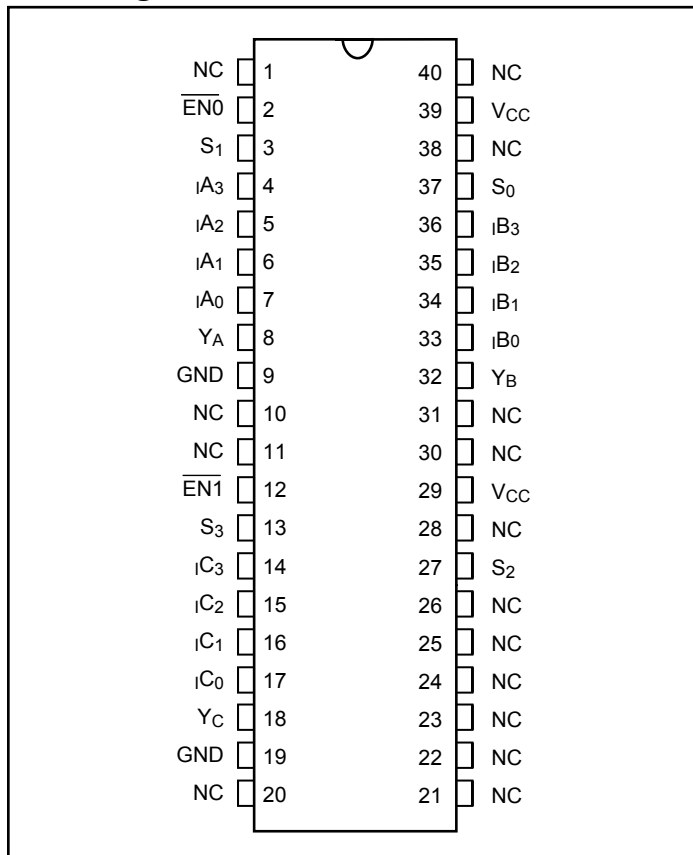 NC 1 40 NC
E̅N̅0̅ 2 39 VCC
S1 3 38 NC
IA3 4 37 S0
IA2 5 36 IB3
IA1 6 35 IB2
IA0 7 34 IB1
YA 8 33 IB0
GND 9 32 YB
NC 10 31 NC
NC 11 30 NC
E̅N̅1̅ 12 29 VCC
S3 13 28 NC
IC3 14 27 S2
IC2 15 26 NC
IC1 16 25 NC
IC0 17 24 NC
YC 18 23 NC
GND 19 22 NC
NC 20 21 NC